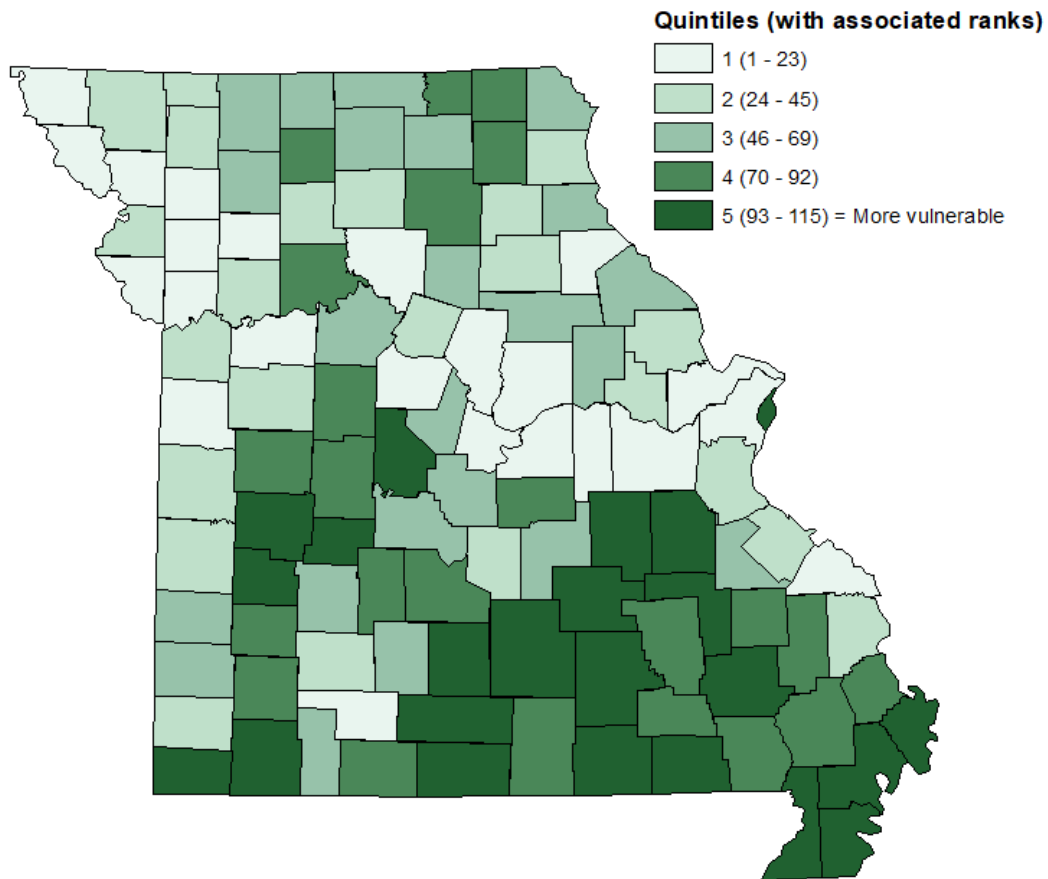 Quintiles (with associated ranks)
1 (1 - 23)
2 (24 - 45)
3 (46 - 69)
4 (70 - 92)
5 (93 - 115) = More vulnerable